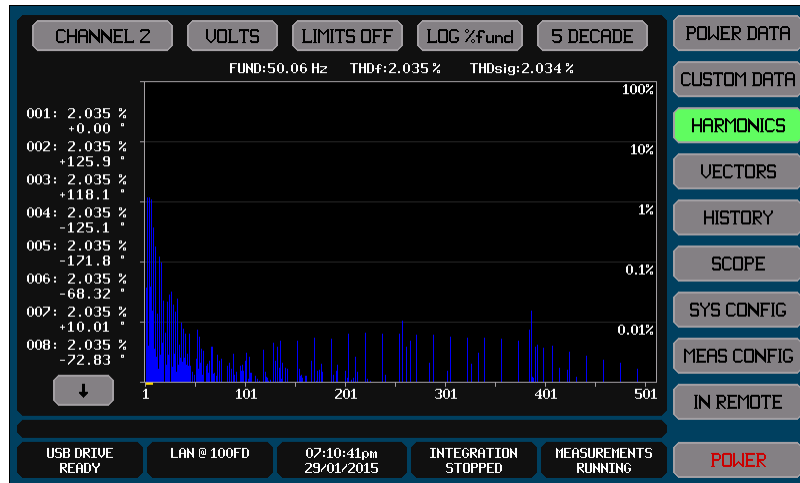 CHANNEL 2 VOLTS LIMITS OFF LOG %fund 5 DECADE POWER DATA
FUND:50.06 Hz THDf:2.035 % THDsig:2.034 %
CUSTOM DATA
100%
001: 2.035 %
+0.00 °
HARMONICS
002: 2.035 %
+125.9 °
10%
003: 2.035 %
+118.1 °
VECTORS
004: 2.035 %
-125.1 °
1%
HISTORY
005: 2.035 %
-171.8 °
0.1%
SCOPE
006: 2.035 %
-68.32 °
007: 2.035 %
+10.01 °
SYS CONFIG
0.01%
008: 2.035 %
-72.83 °
MEAS CONFIG
↓
1 101 201 301 401 501
IN REMOTE
USB DRIVE
READY
LAN @ 100FD
07:10:41pm
29/01/2015
INTEGRATION
STOPPED
MEASUREMENTS
RUNNING
POWER